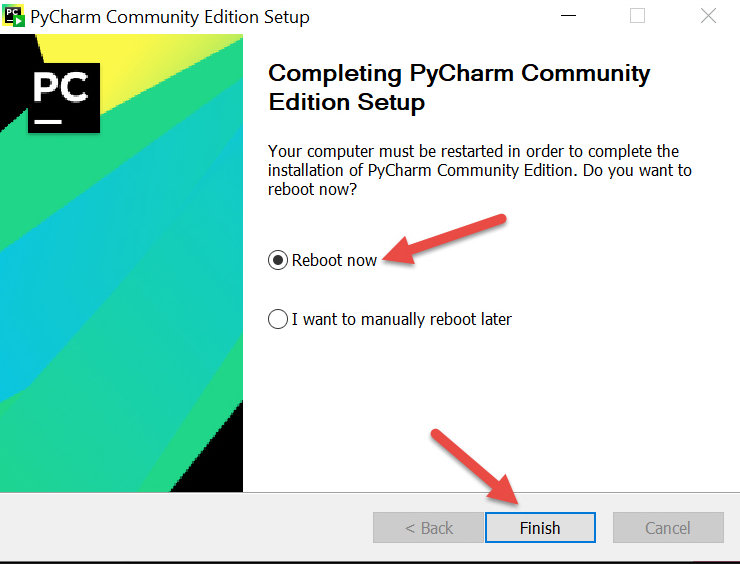 PC PyCharm Community Edition Setup
PC
Completing PyCharm Community
Edition Setup
Your computer must be restarted in order to complete the
installation of PyCharm Community Edition. Do you want to
reboot now?
Reboot now
I want to manually reboot later
< Back Finish Cancel